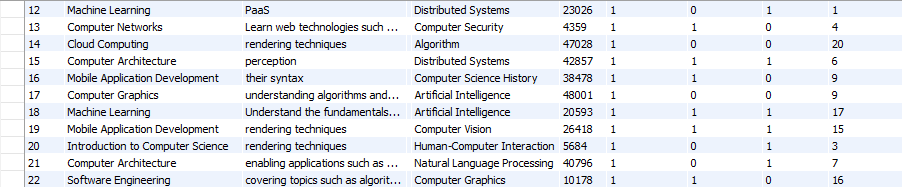 12 Machine Learning PaaS Distributed Systems 23026 1 0 1 1
13 Computer Networks Learn web technologies such ... Computer Security 4359 1 1 0 4
14 Cloud Computing rendering techniques Algorithm 47028 1 0 0 20
15 Computer Architecture perception Distributed Systems 42857 1 1 1 6
16 Mobile Application Development their syntax Computer Science History 38478 1 1 0 9
17 Computer Graphics understanding algorithms and... Artificial Intelligence 48001 1 0 0 9
18 Machine Learning Understand the fundamentals... Artificial Intelligence 20593 1 1 1 17
19 Mobile Application Development rendering techniques Computer Vision 26418 1 1 1 15
20 Introduction to Computer Science rendering techniques Human-Computer Interaction 5684 1 0 1 3
21 Computer Architecture enabling applications such as ... Natural Language Processing 40796 1 0 1 7
22 Software Engineering covering topics such as algorit... Computer Graphics 10178 1 1 0 16